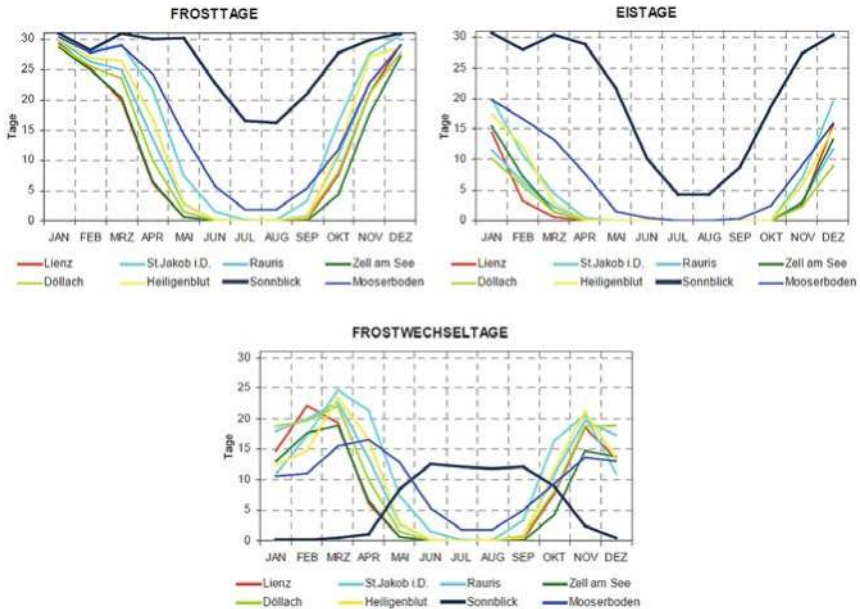 FROSTTAGE
30
25
20
15
10
5
0
Tage
JAN FEB MRZ APR MAI JUN JUL AUG SEP OKT NOV DEZ
Lienz St.Jakob i.D. Rauris Zell am See
Döllach Heiligenblut Sonnblick Mooserboden
EISTAGE
30
25
20
15
10
5
0
Tage
JAN FEB MRZ APR MAI JUN JUL AUG SEP OKT NOV DEZ
Lienz St.Jakob i.D. Rauris Zell am See
Döllach Heiligenblut Sonnblick Mooserboden
FROSTWECHSELTAGE
30
25
20
15
10
5
0
Tage
JAN FEB MRZ APR MAI JUN JUL AUG SEP OKT NOV DEZ
Lienz St.Jakob i.D. Rauris Zell am See
Döllach Heiligenblut Sonnblick Mooserboden